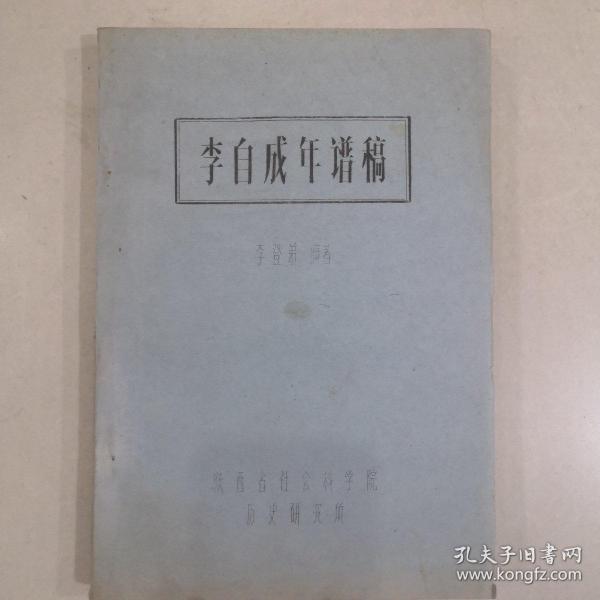 李自成年谱稿
李登弟 编著
陕西省社会科学院
历史研究所
孔夫子旧书网
www.kongfz.com